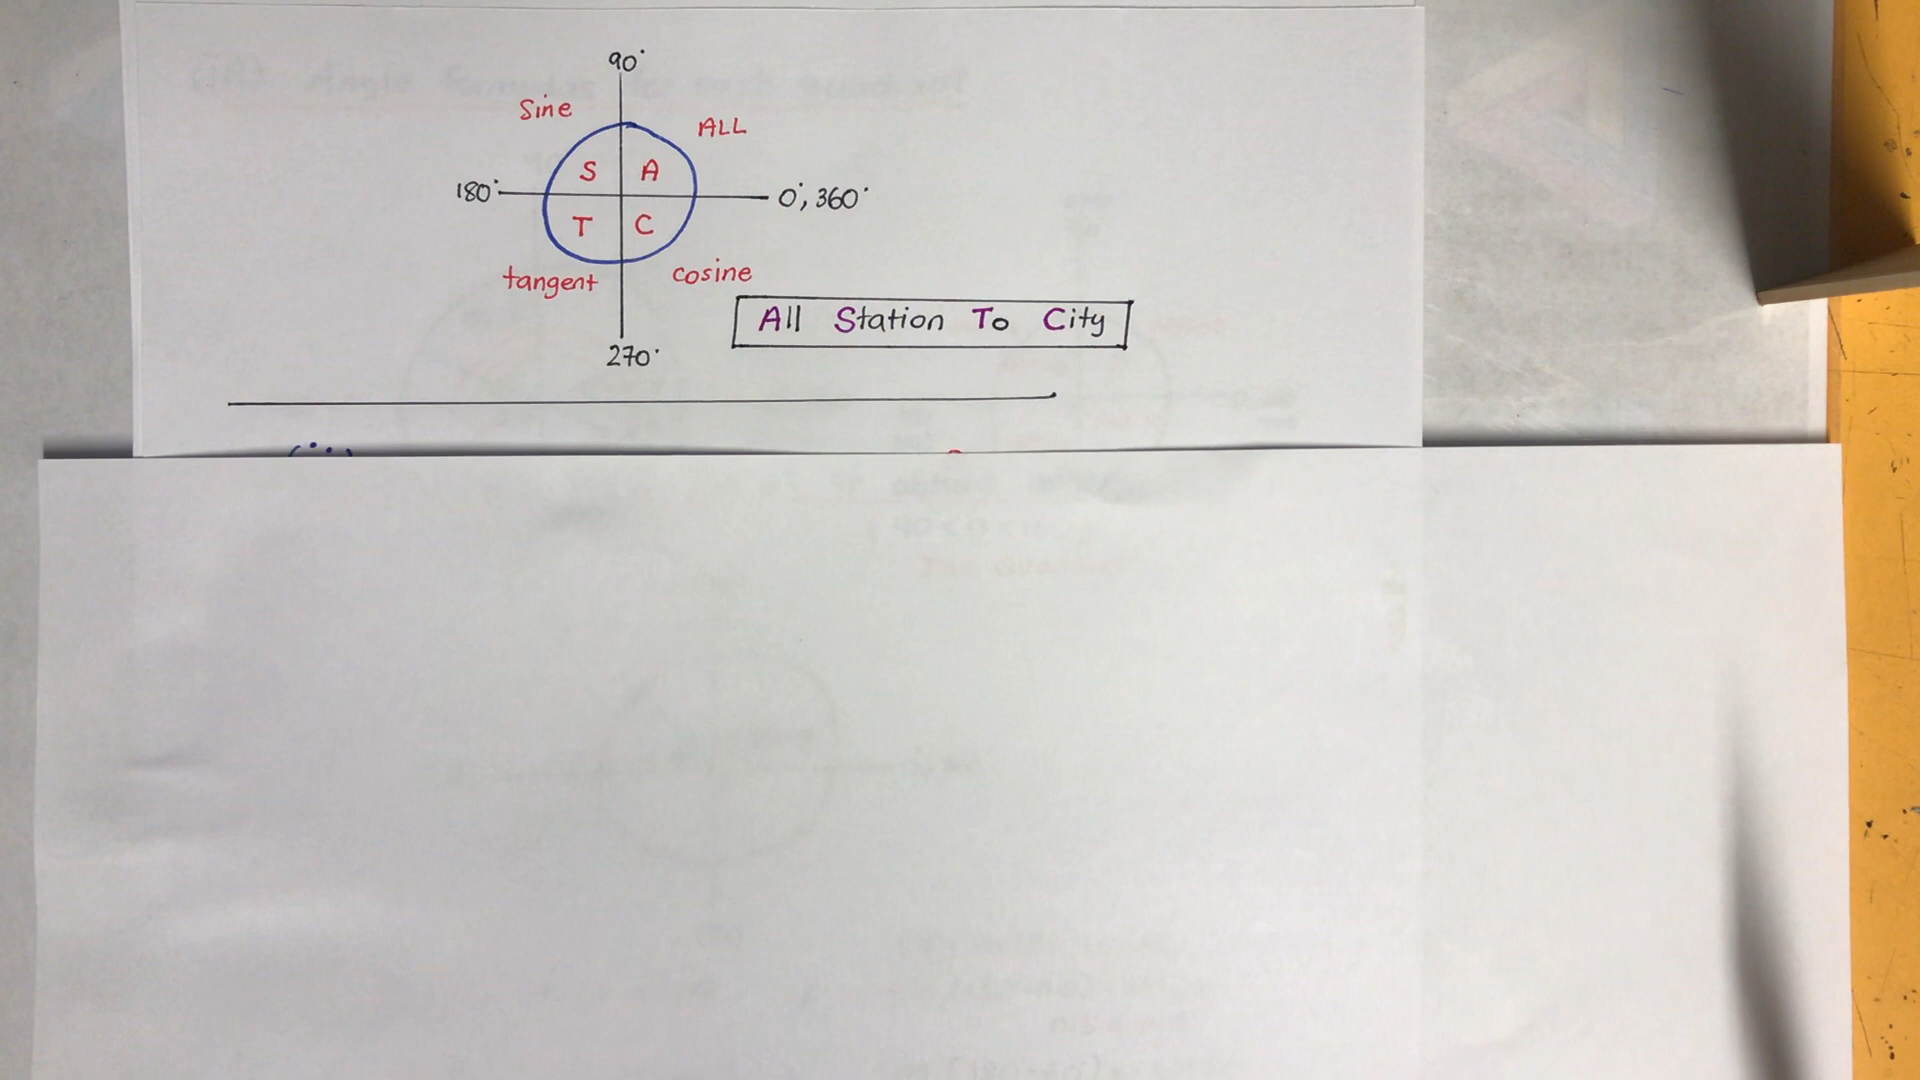 90°
Sine ALL
S A
180° 0°, 360°
T C
tangent cosine
All Station To City
270°